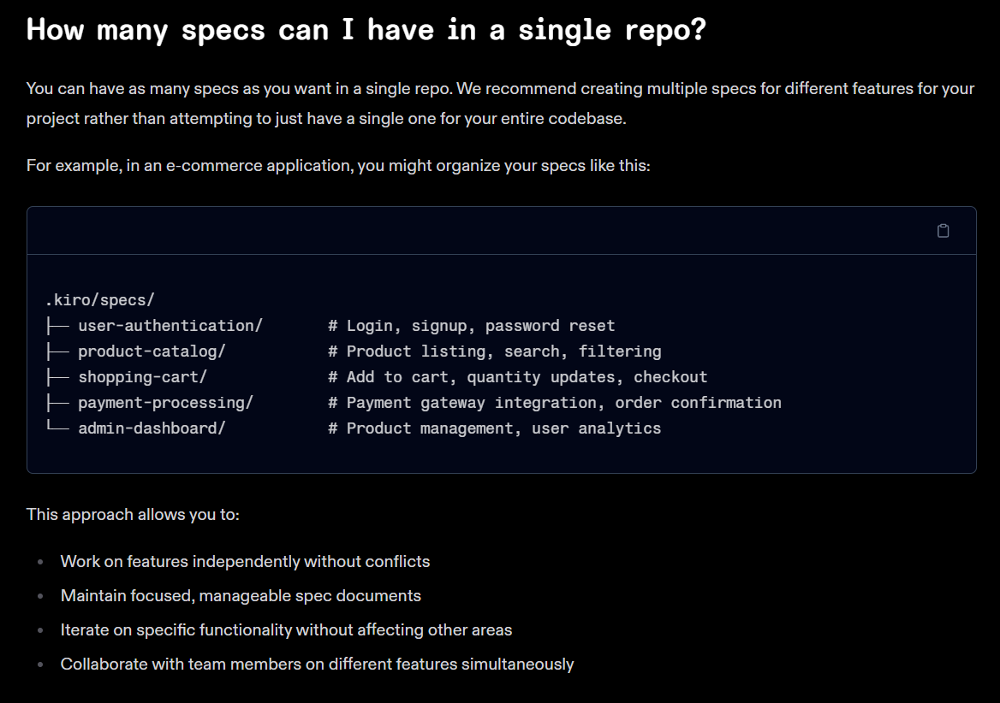 How many specs can I have in a single repo?
You can have as many specs as you want in a single repo. We recommend creating multiple specs for different features for your
project rather than attempting to just have a single one for your entire codebase.
For example, in an e-commerce application, you might organize your specs like this:
.kiro/specs/
├── user-authentication/       # Login, signup, password reset
├── product-catalog/           # Product listing, search, filtering
├── shopping-cart/             # Add to cart, quantity updates, checkout
├── payment-processing/        # Payment gateway integration, order confirmation
└── admin-dashboard/           # Product management, user analytics
This approach allows you to:
• Work on features independently without conflicts
• Maintain focused, manageable spec documents
• Iterate on specific functionality without affecting other areas
• Collaborate with team members on different features simultaneously